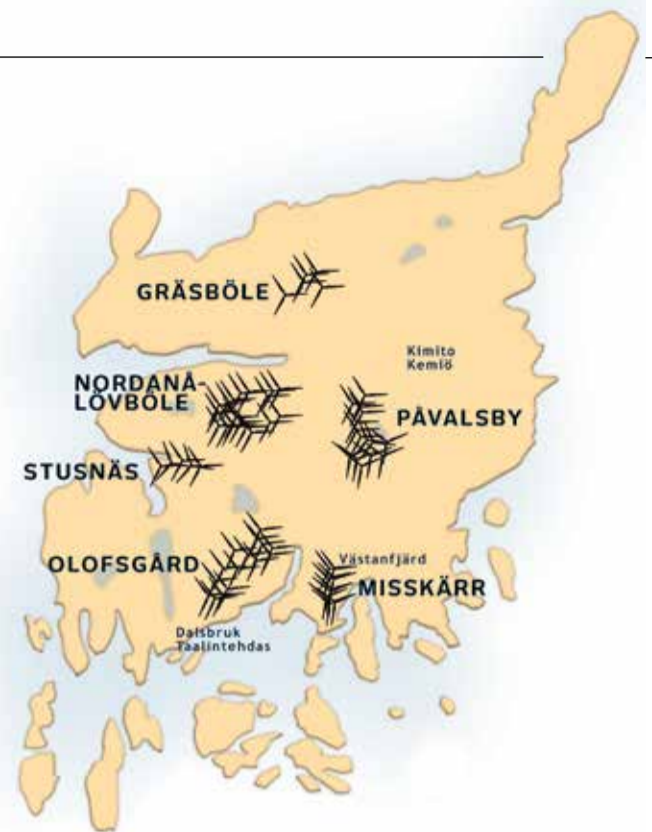 GRÄSBÖLE
Kimito
Kemiö
NORDANÅ-
LÖVBÖLE
PÅVALSBY
STUSNÄS
OLOFSGÅRD
Västanfjärd
MISSKÄRR
Dalsbruk
Taalintehdas